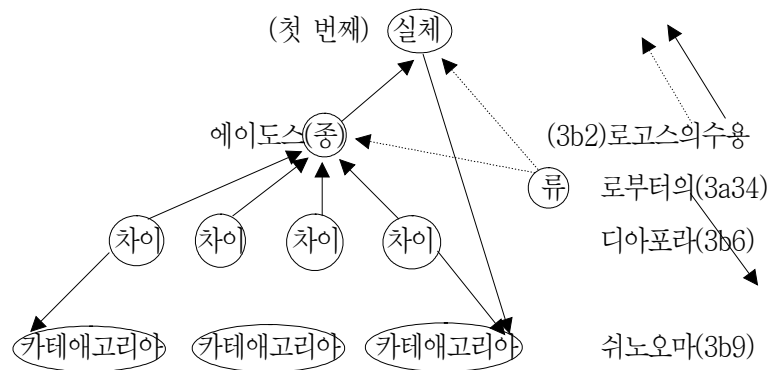 (첫 번째) 실체
에이도스(종) (3b2)로고스의수용
류 로부터의(3a34)
차이 차이 차이 차이 디아포라(3b6)
카테애고리아 카테애고리아 카테애고리아 쉬노오마(3b9)